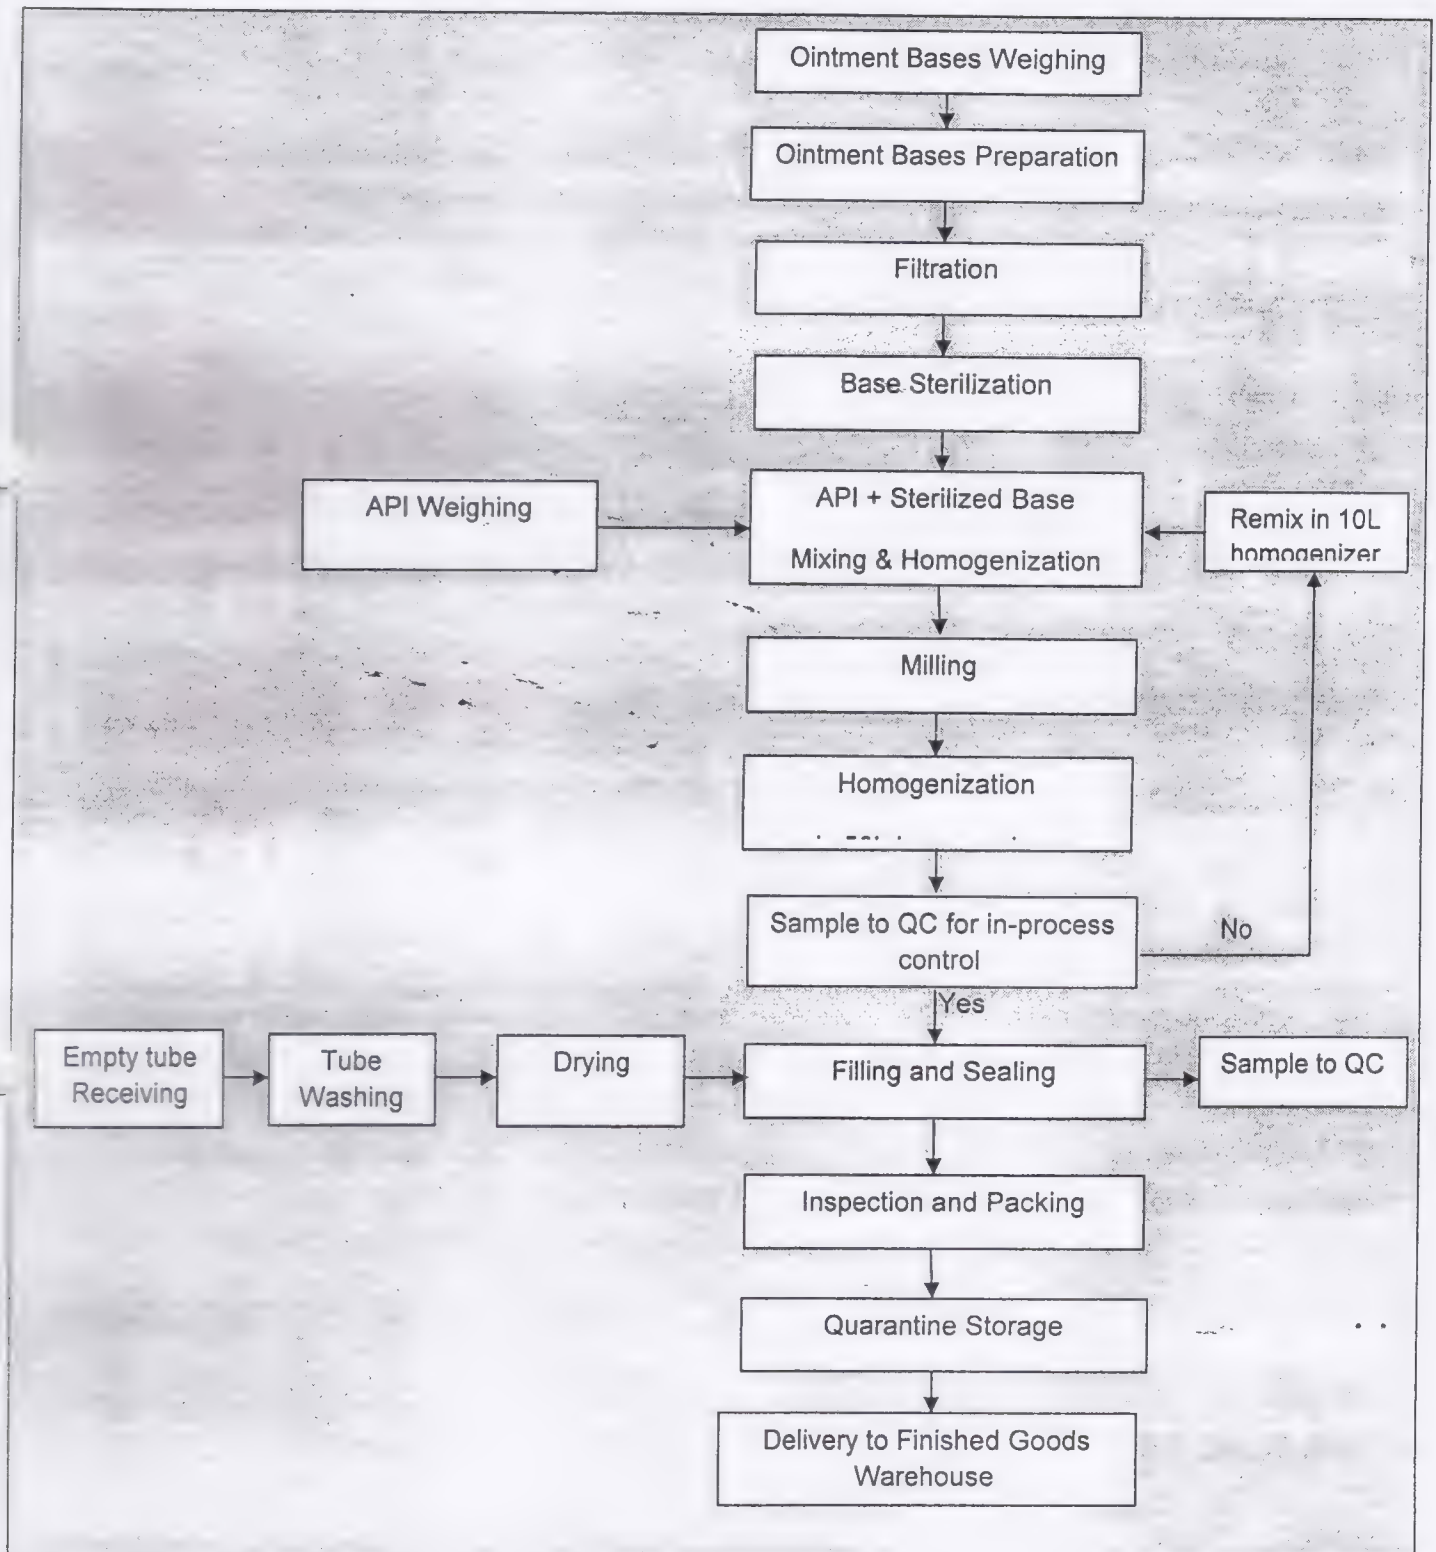 Ointment Bases Weighing
Ointment Bases Preparation
Filtration
Base Sterilization
API Weighing
API + Sterilized Base
Mixing & Homogenization
Remix in 10L
homogenizer
Milling
Homogenization
Sample to QC for in-process
control
No
Yes
Empty tube
Receiving
Tube
Washing
Drying
Filling and Sealing
Sample to QC
Inspection and Packing
Quarantine Storage
Delivery to Finished Goods
Warehouse